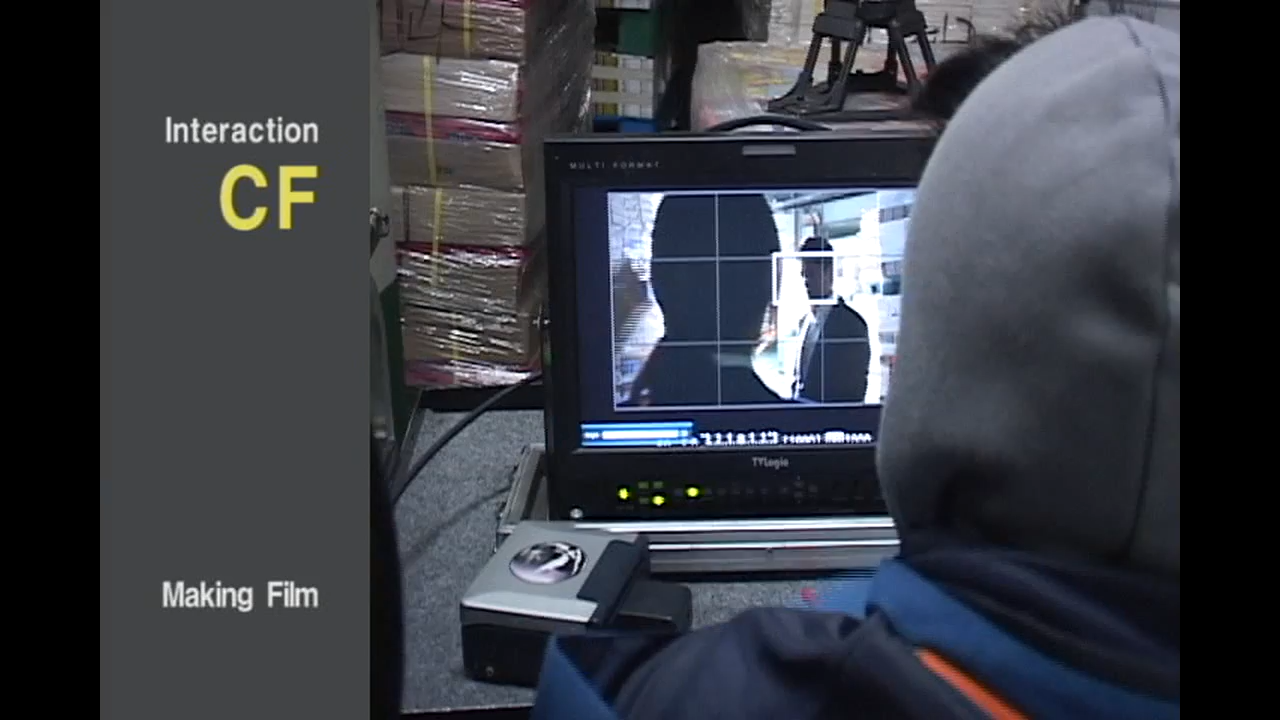 Interaction
CF
MULTI FORMAT
TVLogic
Making Film